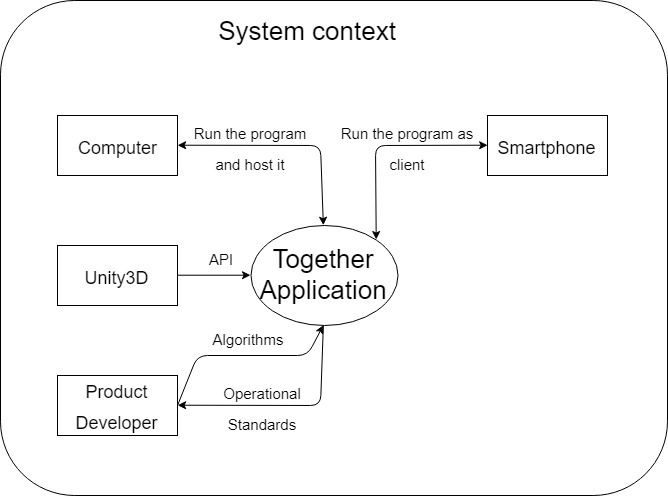 System context
Run the program
Run the program as
Computer
Smartphone
and host it
client
API
Together
Unity3D
Application
Algorithms
Product
Operational
Developer
Standards